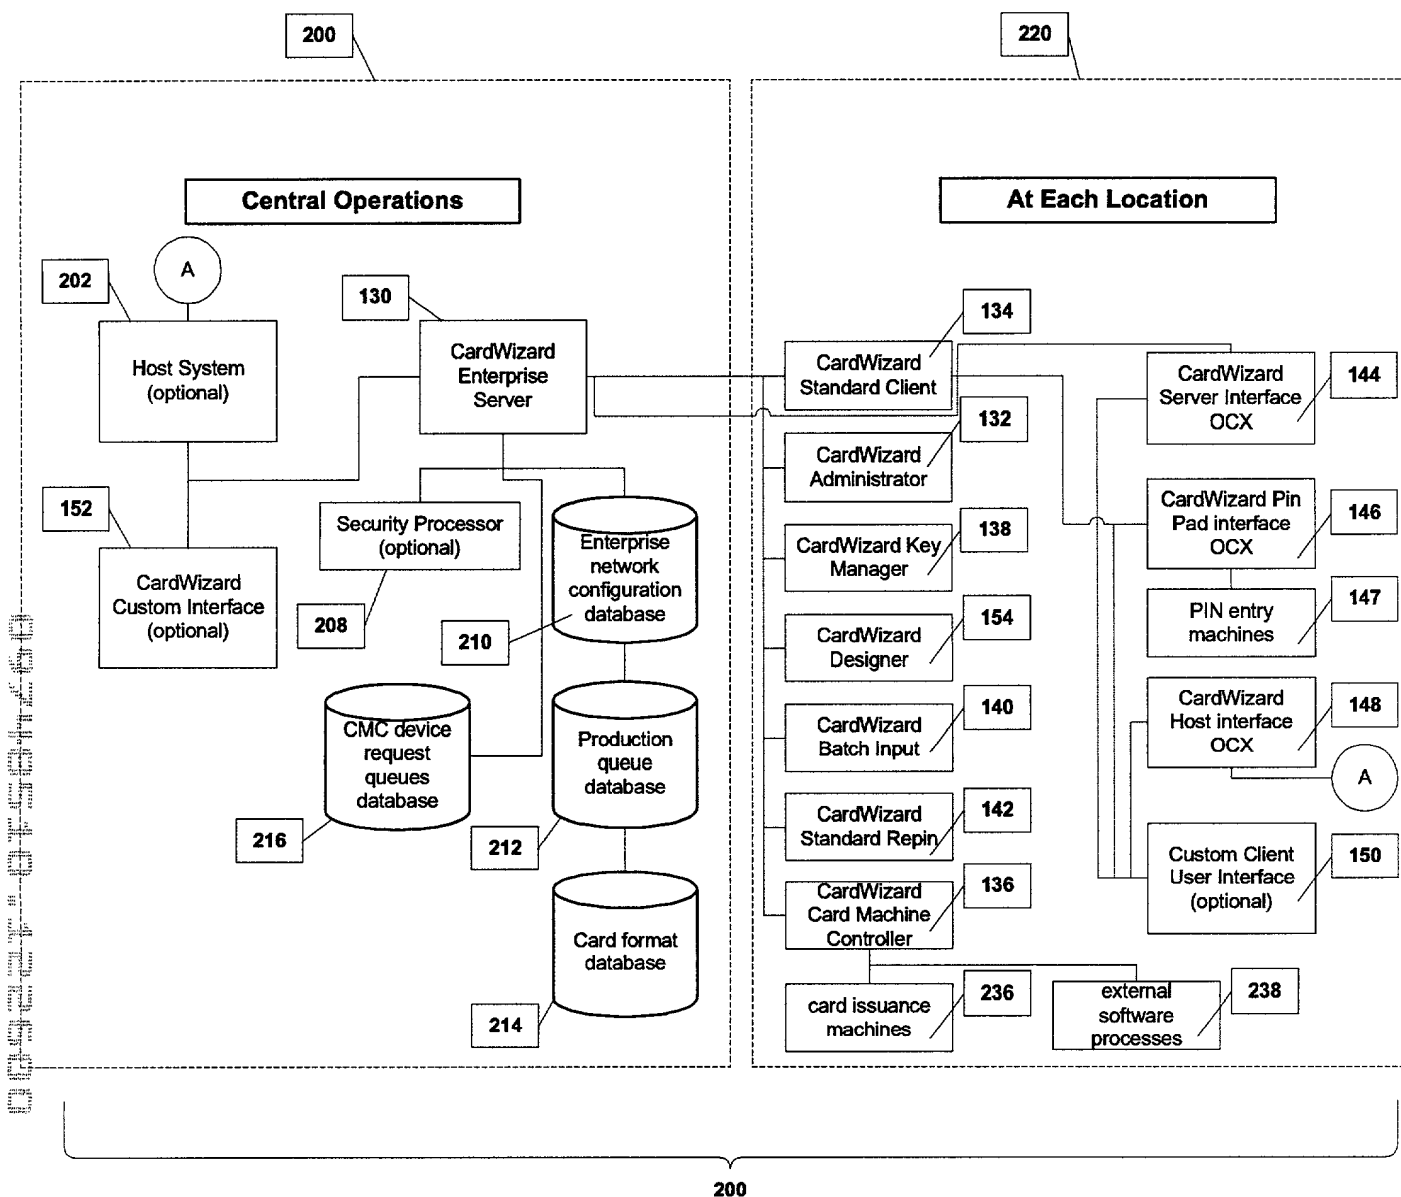 200
220
Central Operations
At Each Location
A
202
130
Host System
(optional)
CardWizard
Enterprise
Server
152
CardWizard
Custom Interface
(optional)
Security Processor
(optional)
208
Enterprise
network
configuration
database
210
CMC device
request
queues
database
216
Production
queue
database
212
Card format
database
214
134
CardWizard
Standard Client
132
CardWizard
Administrator
138
CardWizard Key
Manager
154
CardWizard
Designer
140
CardWizard
Batch Input
142
CardWizard
Standard Repin
136
CardWizard
Card Machine
Controller
236
card issuance
machines
238
external
software
processes
144
CardWizard
Server Interface
OCX
146
CardWizard Pin
Pad interface
OCX
147
PIN entry
machines
148
CardWizard
Host interface
OCX
A
150
Custom Client
User Interface
(optional)
200